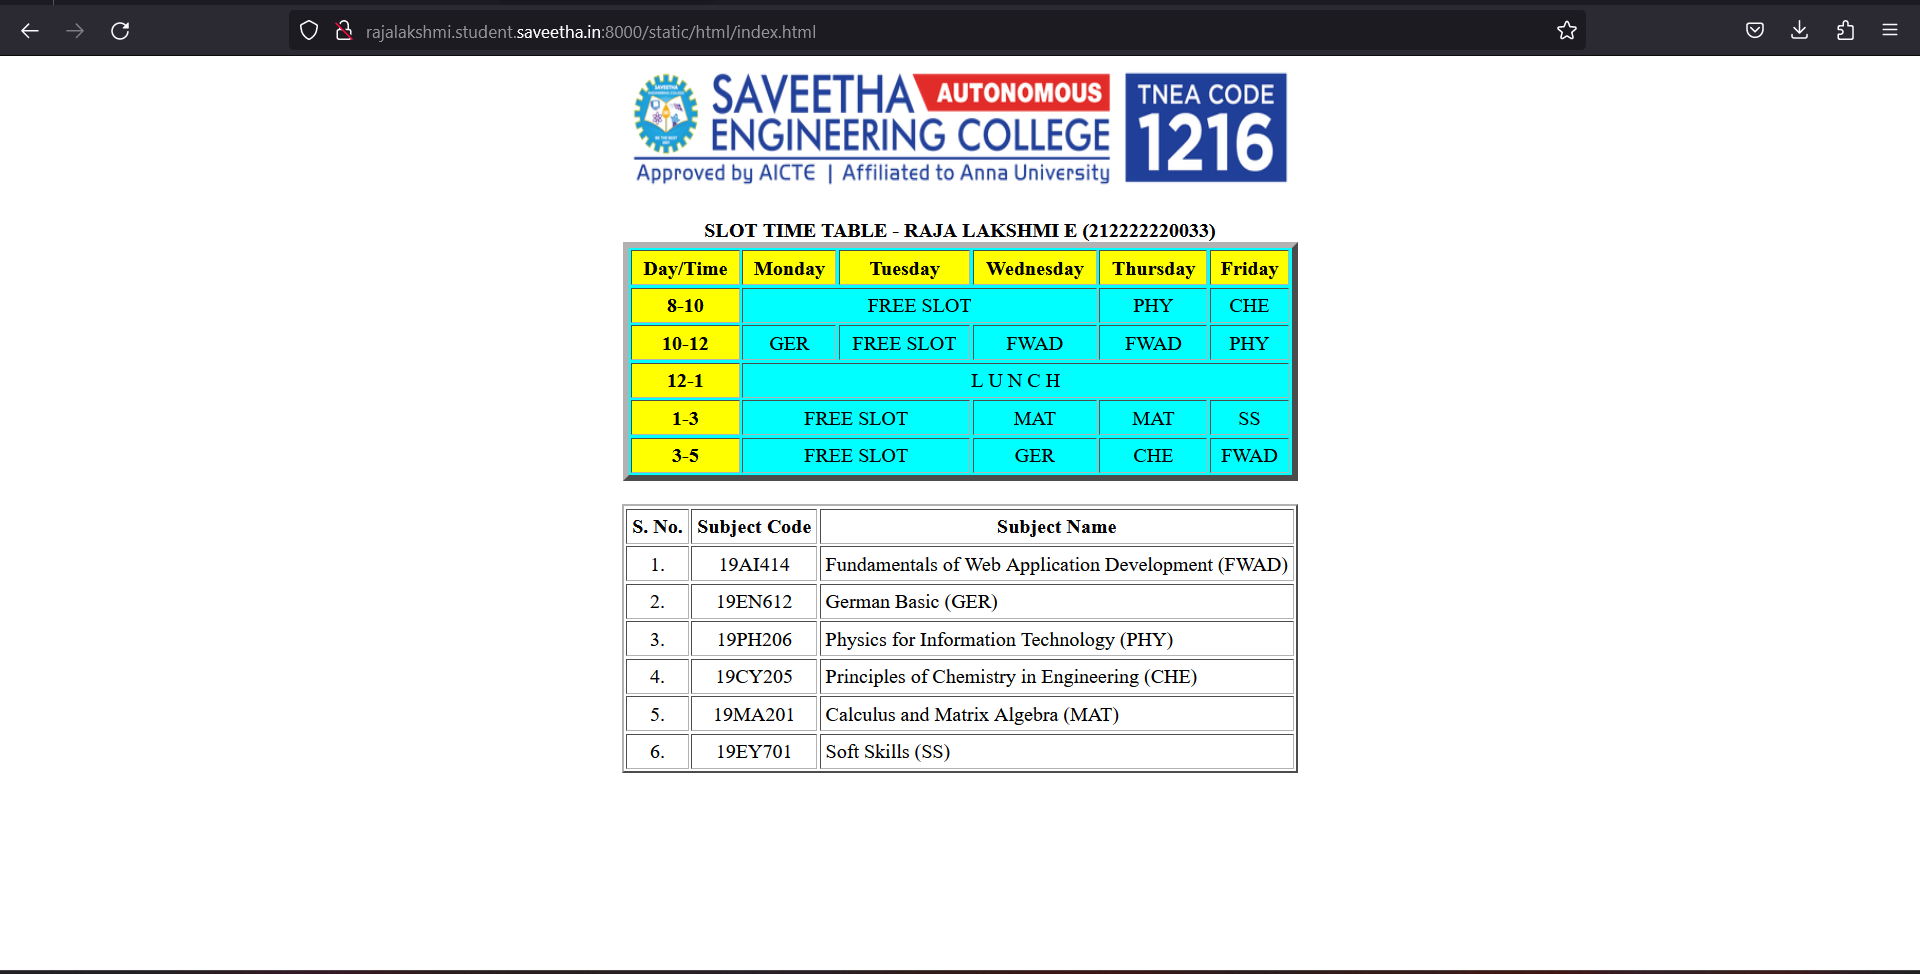 rajalakshmi.student.saveetha.in:8000/static/html/index.html
SAVEETHA AUTONOMOUS
ENGINEERING COLLEGE
Approved by AICTE | Affiliated to Anna University
TNEA CODE
1216
SLOT TIME TABLE - RAJA LAKSHMI E (212222220033)
Day/Time Monday Tuesday Wednesday Thursday Friday
8-10 FREE SLOT PHY CHE
10-12 GER FREE SLOT FWAD FWAD PHY
12-1 L U N C H
1-3 FREE SLOT MAT MAT SS
3-5 FREE SLOT GER CHE FWAD
S. No. Subject Code Subject Name
1. 19AI414 Fundamentals of Web Application Development (FWAD)
2. 19EN612 German Basic (GER)
3. 19PH206 Physics for Information Technology (PHY)
4. 19CY205 Principles of Chemistry in Engineering (CHE)
5. 19MA201 Calculus and Matrix Algebra (MAT)
6. 19EY701 Soft Skills (SS)